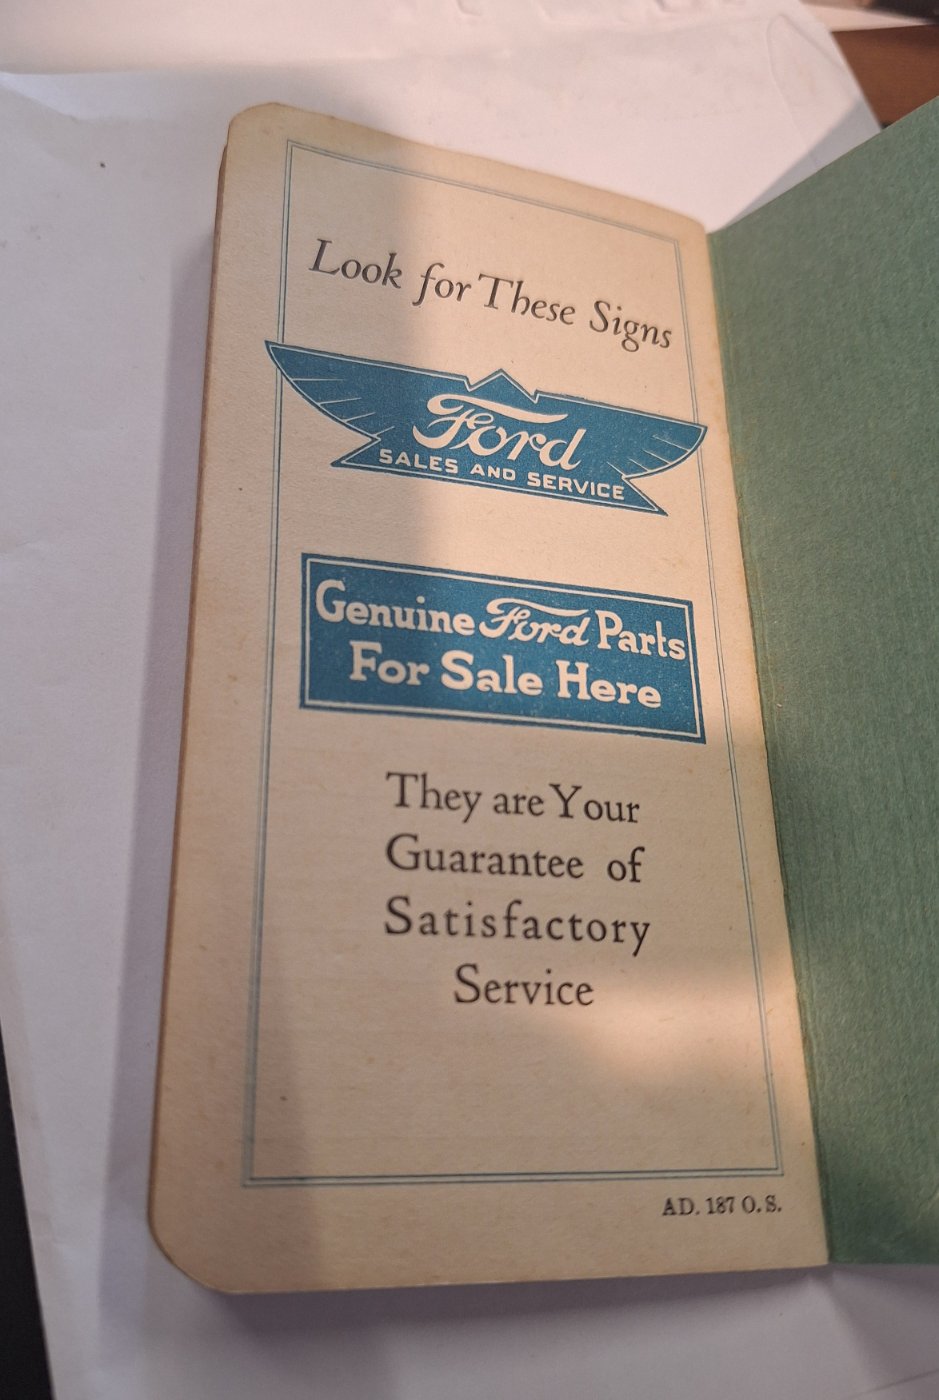 Look for These Signs
Ford
SALES AND SERVICE
Genuine Ford Parts
For Sale Here
They are Your
Guarantee of
Satisfactory
Service
AD. 187 O. S.